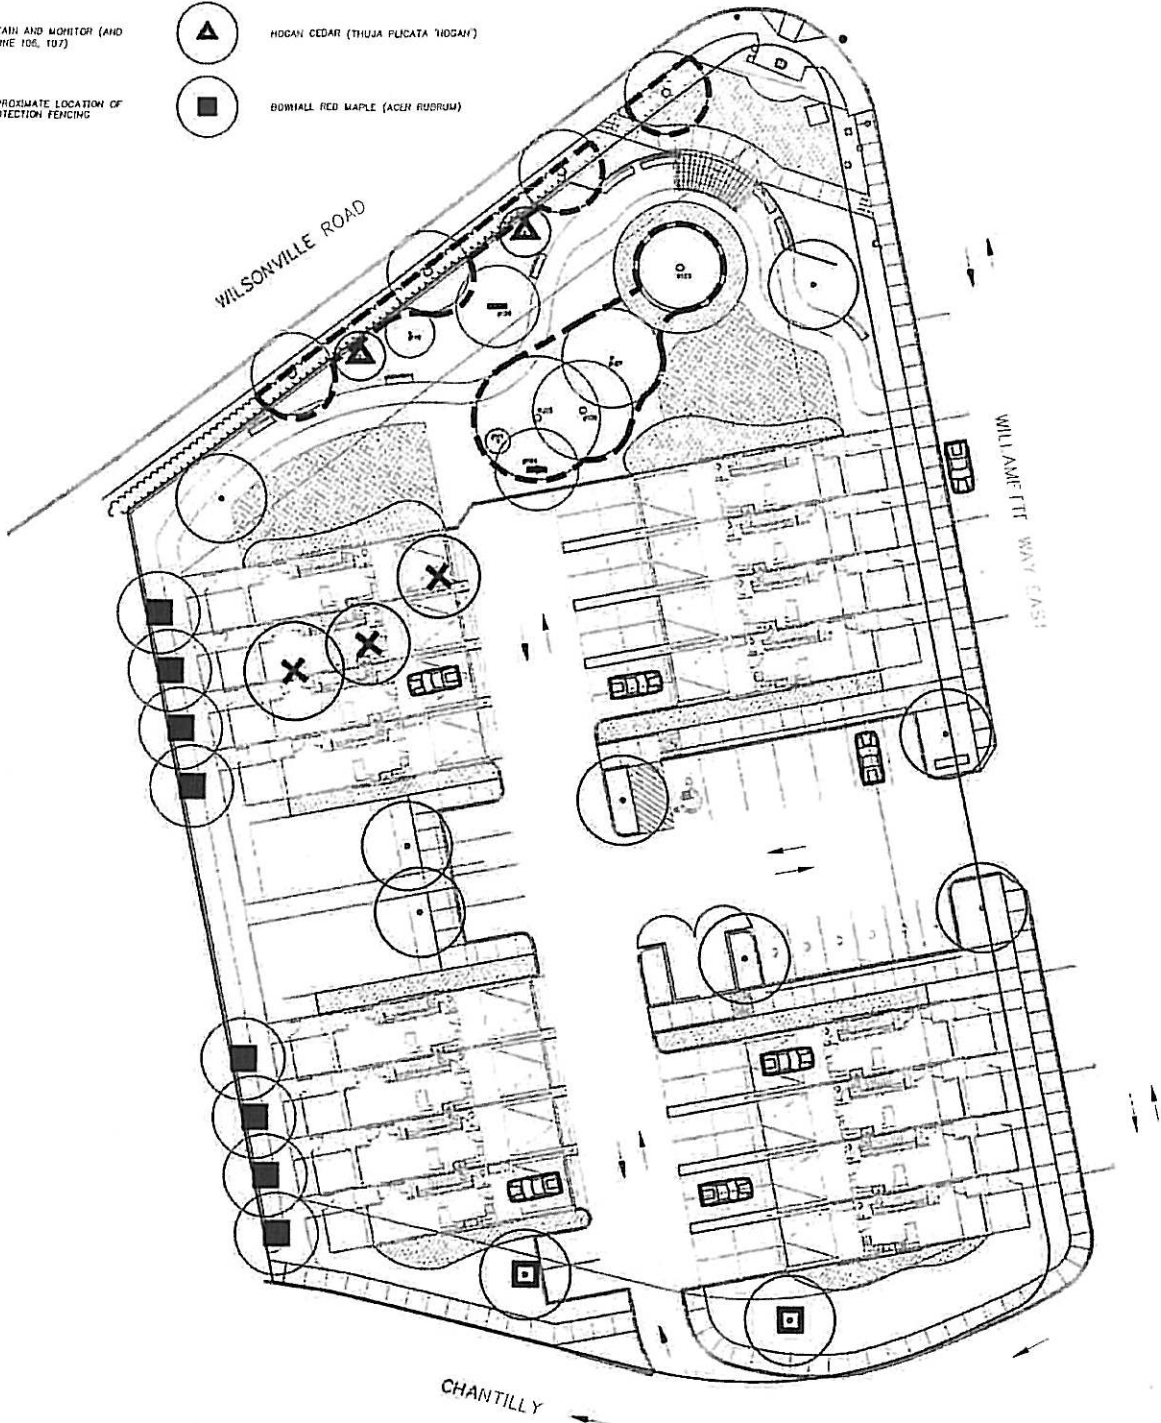 AIN AND MONITOR (AND
NE 106, 107)
HOGAN CEDAR (THUJA PLICATA 'HOGAN')
PROXIMATE LOCATION OF
TECTION FENCING
BOWHALL RED MAPLE (ACER RUBRUM)
WILSONVILLE ROAD
WILLAMETTE WAY EAST
CHANTILLY